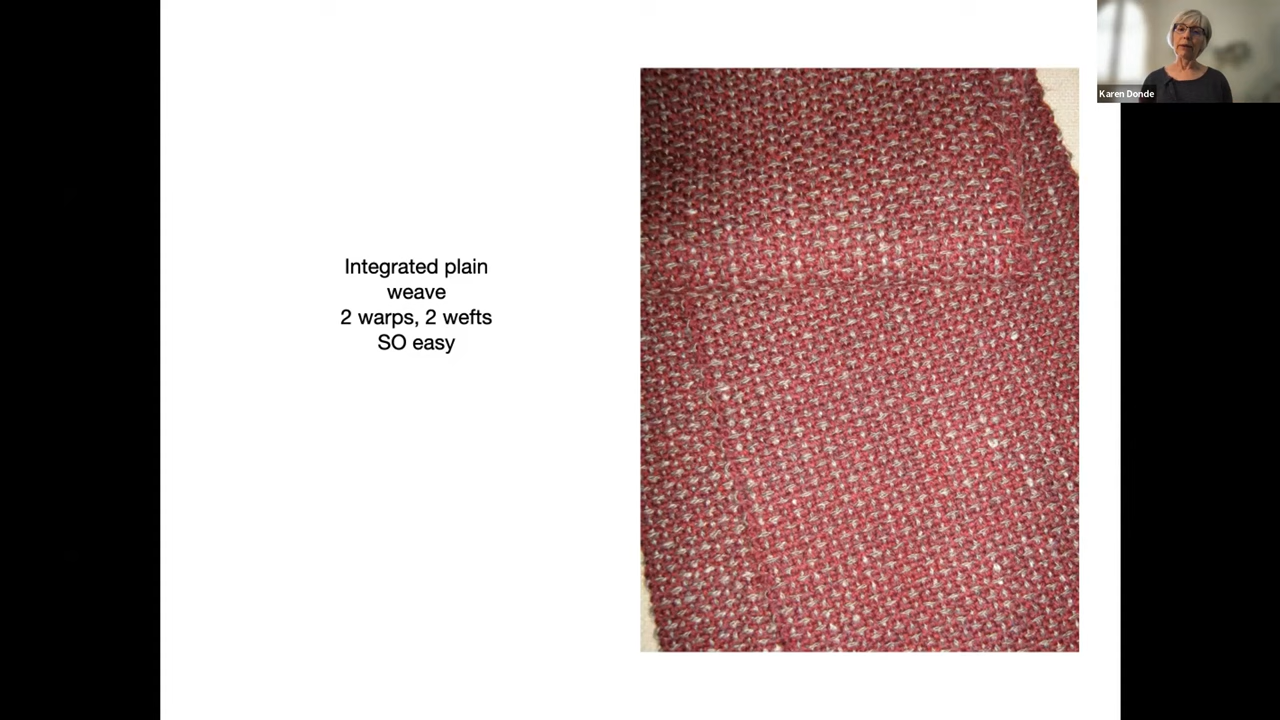 Integrated plain
weave
2 warps, 2 wefts
SO easy
Karen Donde